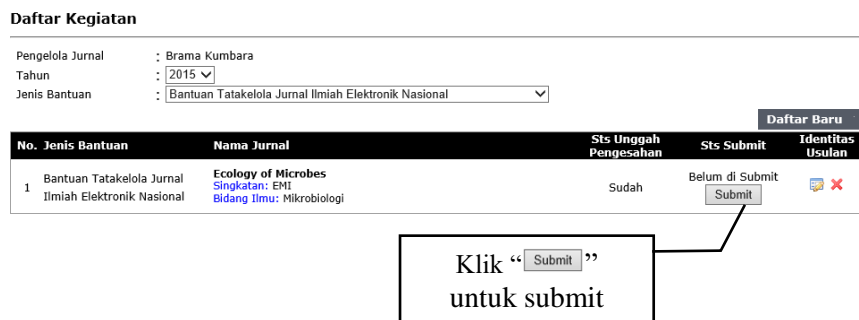 Daftar Kegiatan
Pengelola Jurnal : Brama Kumbara
Tahun : 2015
Jenis Bantuan : Bantuan Tatakelola Jurnal Ilmiah Elektronik Nasional
Daftar Baru
No. Jenis Bantuan Nama Jurnal Sts Unggah Pengesahan Sts Submit Identitas Usulan
1 Bantuan Tatakelola Jurnal Ilmiah Elektronik Nasional
Ecology of Microbes
Singkatan: EMI
Bidang Ilmu: Mikrobiologi
Sudah
Belum di Submit
Submit
Klik “ Submit ”
untuk submit